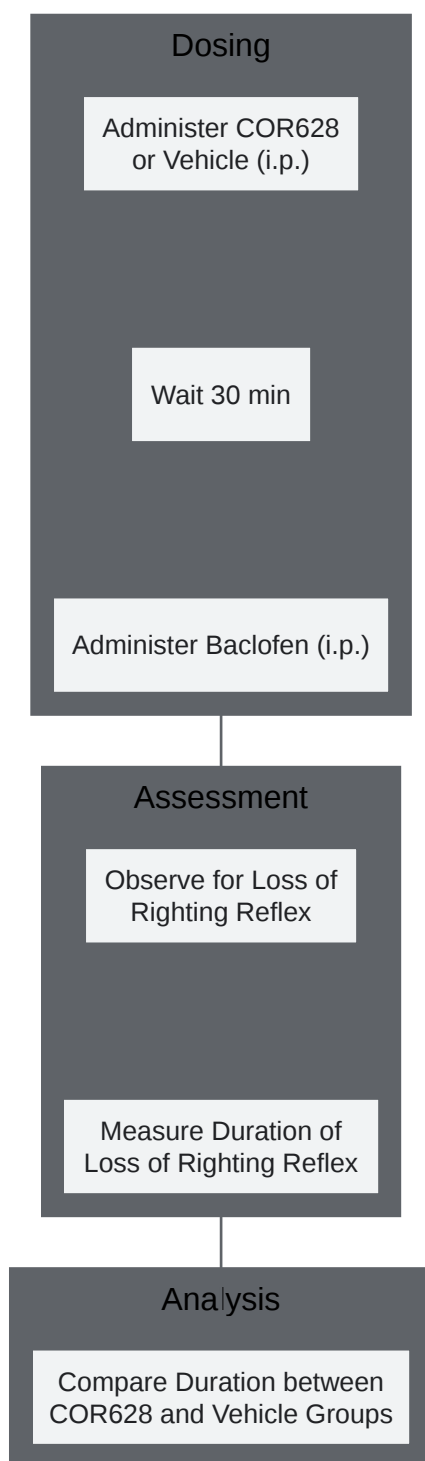 Dosing
Administer COR628
or Vehicle (i.p.)
Wait 30 min
Administer Baclofen (i.p.)
Assessment
Observe for Loss of
Righting Reflex
Measure Duration of
Loss of Righting Reflex
Analysis
Compare Duration between
COR628 and Vehicle Groups